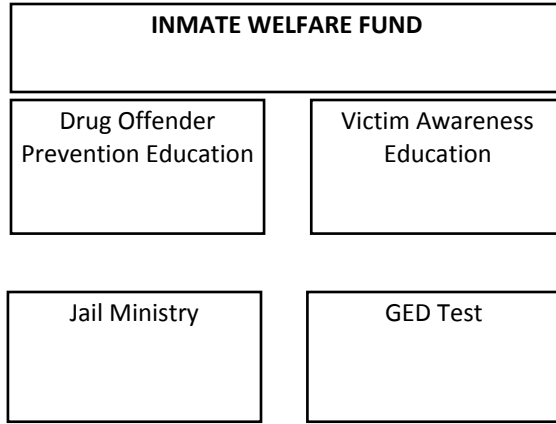 INMATE WELFARE FUND
Drug Offender
Prevention Education
Victim Awareness
Education
Jail Ministry
GED Test